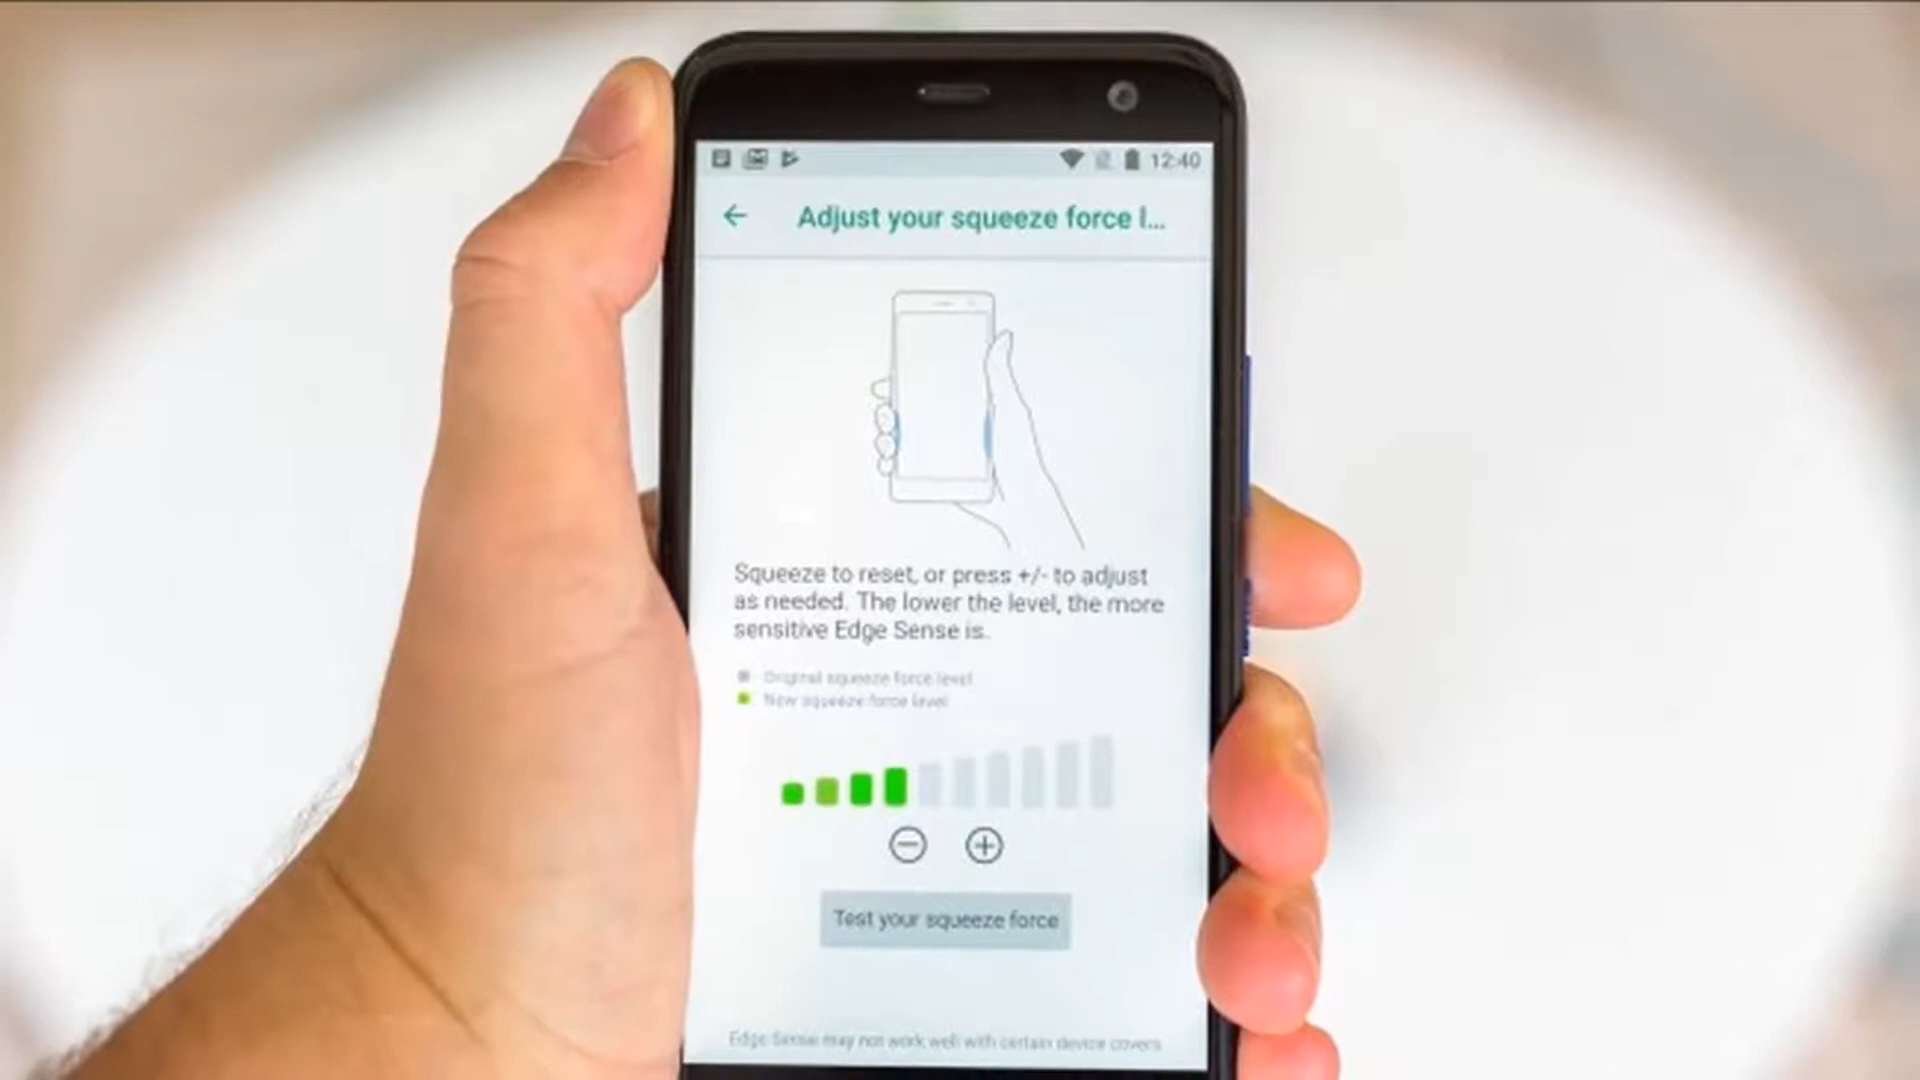 12:40
Adjust your squeeze force l...
Squeeze to reset, or press +/- to adjust
as needed. The lower the level, the more
sensitive Edge Sense is.
Original squeeze force level
New squeeze force level
Test your squeeze force
Edge Sense may not work well with certain device covers